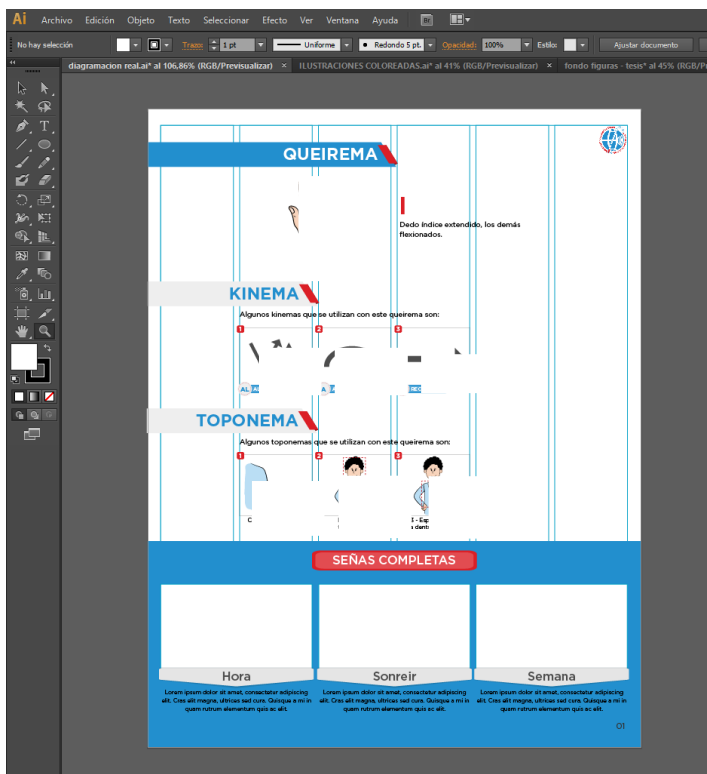 Ai Archivo Edición Objeto Texto Seleccionar Efecto Ver Ventana Ayuda Br
No hay selección Trazo: 1 pt Uniforme Redondo 5 pt. Opacidad: 100% Estilo: Ajustar documento
diagramacion real.ai* al 106,86% (RGB/Previsualizar) × ILUSTRACIONES COLOREADAS.ai* al 41% (RGB/Previsualizar) × fondo figuras - tesis* al 45% (RGB/P
QUEIREMA
Dedo índice extendido, los demás
flexionados.
KINEMA
Algunos kinemas que se utilizan con este queirema son:
1 2 3
AL A
TOPONEMA
Algunos toponemas que se utilizan con este queirema son:
1 2 3
C
SEÑAS COMPLETAS
Hora Sonreir Semana
Lorem ipsum dolor sit amet, consectetur adipiscing
elit. Cras elit magna, ultrices sed cura. Quisque a mi in
quam rutrum elementum quis ac elit.
Lorem ipsum dolor sit amet, consectetur adipiscing
elit. Cras elit magna, ultrices sed cura. Quisque a mi in
quam rutrum elementum quis ac elit.
Lorem ipsum dolor sit amet, consectetur adipiscing
elit. Cras elit magna, ultrices sed cura. Quisque a mi in
quam rutrum elementum quis ac elit.
01